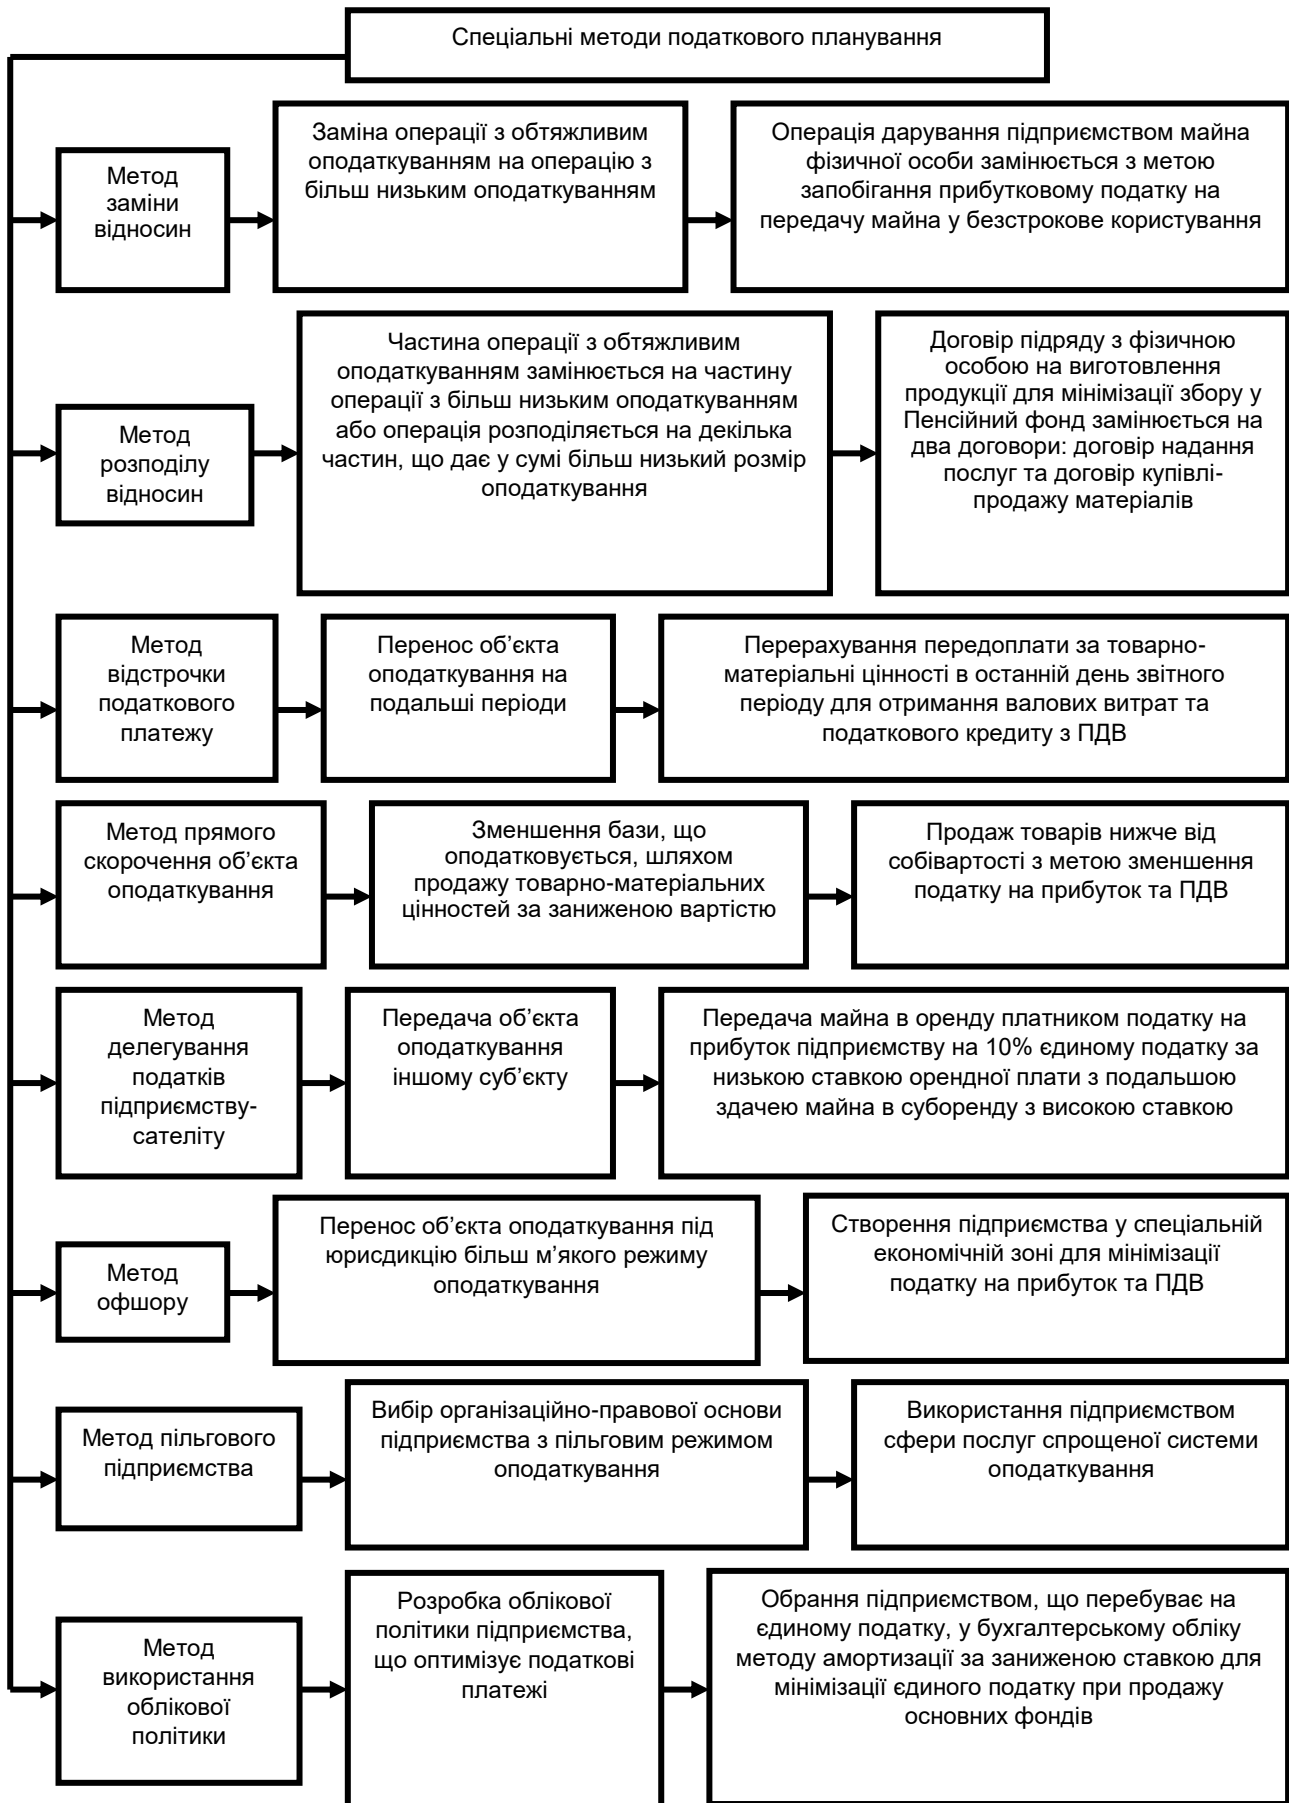 Спеціальні методи податкового планування
Метод
заміни
відносин
Заміна операції з обтяжливим
оподаткуванням на операцію з
більш низьким оподаткуванням
Операція дарування підприємством майна
фізичної особи замінюється з метою
запобігання прибутковому податку на
передачу майна у безстрокове користування
Метод
розподілу
відносин
Частина операції з обтяжливим
оподаткуванням замінюється на частину
операції з більш низьким оподаткуванням
або операція розподіляється на декілька
частин, що дає у сумі більш низький розмір
оподаткування
Договір підряду з фізичною
особою на виготовлення
продукції для мінімізації збору у
Пенсійний фонд замінюється на
два договори: договір надання
послуг та договір купівлі-
продажу матеріалів
Метод
відстрочки
податкового
платежу
Перенос об’єкта
оподаткування на
подальші періоди
Перерахування передоплати за товарно-
матеріальні цінності в останній день звітного
періоду для отримання валових витрат та
податкового кредиту з ПДВ
Метод прямого
скорочення об’єкта
оподаткування
Зменшення бази, що
оподатковується, шляхом
продажу товарно-матеріальних
цінностей за заниженою вартістю
Продаж товарів нижче від
собівартості з метою зменшення
податку на прибуток та ПДВ
Метод
делегування
податків
підприємству-
сателіту
Передача об’єкта
оподаткування
іншому суб’єкту
Передача майна в оренду платником податку на
прибуток підприємству на 10% єдиному податку за
низькою ставкою орендної плати з подальшою
здачею майна в суборенду з високою ставкою
Метод
офшору
Перенос об’єкта оподаткування під
юрисдикцію більш м’якого режиму
оподаткування
Створення підприємства у спеціальній
економічній зоні для мінімізації
податку на прибуток та ПДВ
Метод пільгового
підприємства
Вибір організаційно-правової основи
підприємства з пільговим режимом
оподаткування
Використання підприємством
сфери послуг спрощеної системи
оподаткування
Метод
використання
облікової
політики
Розробка облікової
політики підприємства,
що оптимізує податкові
платежі
Обрання підприємством, що перебуває на
єдиному податку, у бухгалтерському обліку
методу амортизації за заниженою ставкою для
мінімізації єдиного податку при продажу
основних фондів